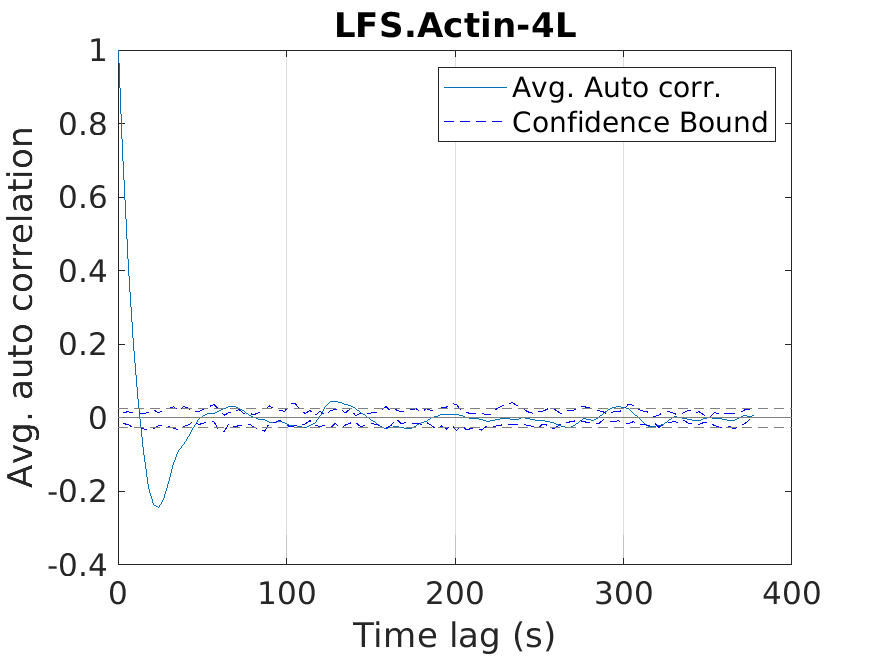 LFS.Actin-4L
Avg. Auto corr.
Confidence Bound
Avg. auto correlation
1
0.8
0.6
0.4
0.2
0
-0.2
-0.4
0
100
200
300
400
Time lag (s)